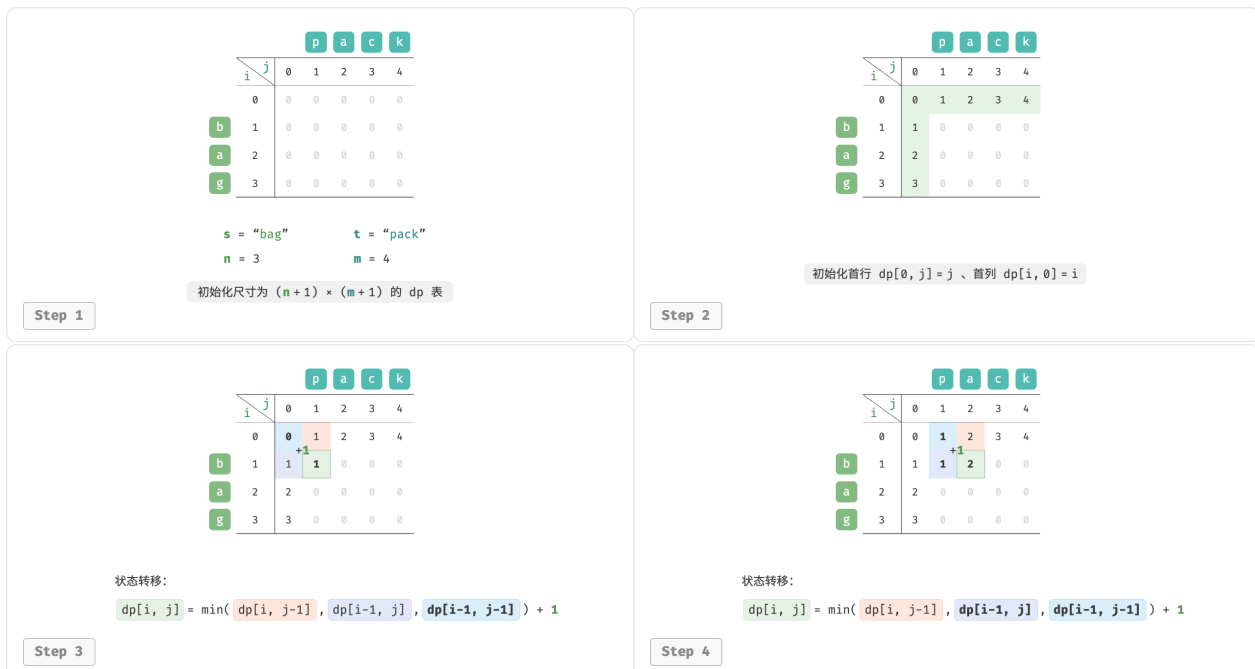 p a c k
i j 0 1 2 3 4
0 0 0 0 0 0
b 1 0 0 0 0 0
a 2 0 0 0 0 0
g 3 0 0 0 0 0
s = “bag” t = “pack”
n = 3 m = 4
初始化尺寸为 (n + 1) × (m + 1) 的 dp 表
Step 1
p a c k
i j 0 1 2 3 4
0 0 1 2 3 4
b 1 1 0 0 0 0
a 2 2 0 0 0 0
g 3 3 0 0 0 0
初始化首行 dp[0, j] = j 、首列 dp[i, 0] = i
Step 2
p a c k
i j 0 1 2 3 4
0 0 1 2 3 4
+1
b 1 1 1 0 0 0
a 2 2 0 0 0 0
g 3 3 0 0 0 0
状态转移：
dp[i, j] = min( dp[i, j-1] , dp[i-1, j] , dp[i-1, j-1] ) + 1
Step 3
p a c k
i j 0 1 2 3 4
0 0 1 2 3 4
+1
b 1 1 1 2 0 0
a 2 2 0 0 0 0
g 3 3 0 0 0 0
状态转移：
dp[i, j] = min( dp[i, j-1] , dp[i-1, j] , dp[i-1, j-1] ) + 1
Step 4